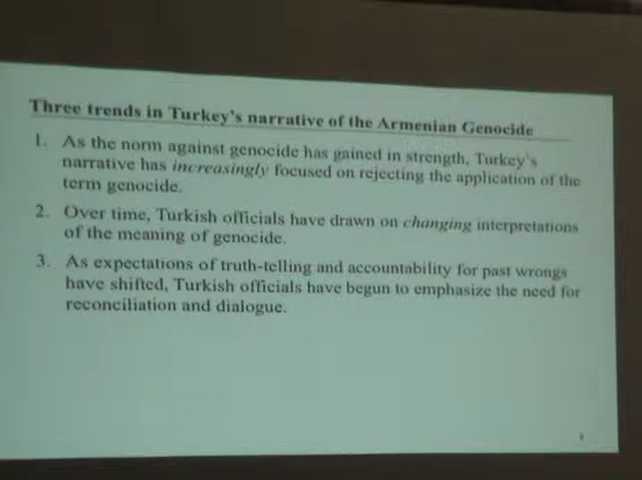 Three trends in Turkey's narrative of the Armenian Genocide
1. As the norm against genocide has gained in strength, Turkey's
narrative has increasingly focused on rejecting the application of the
term genocide.
2. Over time, Turkish officials have drawn on changing interpretations
of the meaning of genocide.
3. As expectations of truth-telling and accountability for past wrongs
have shifted, Turkish officials have begun to emphasize the need for
reconciliation and dialogue.